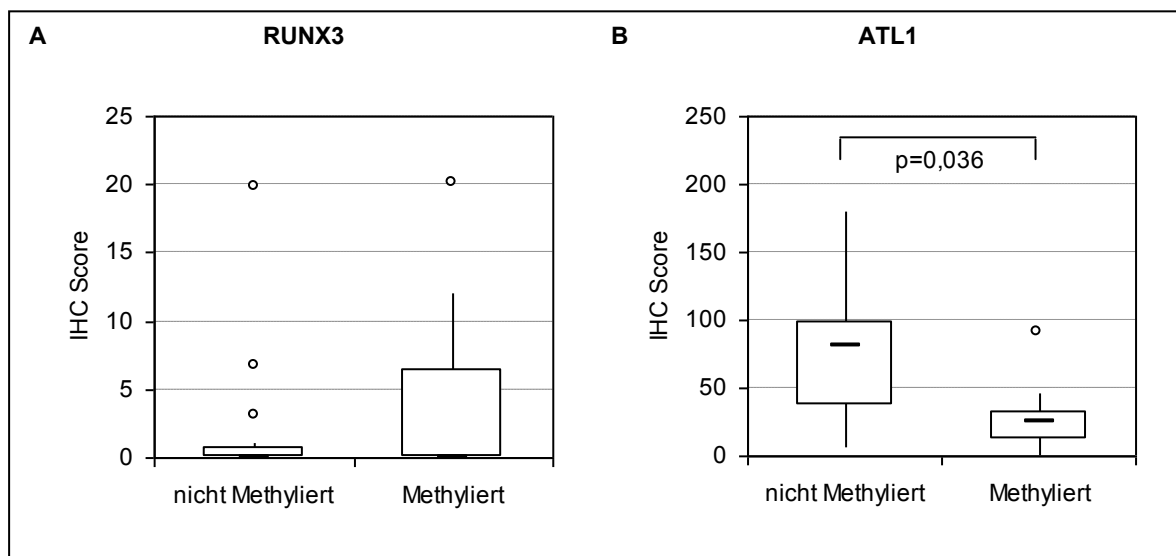 A RUNX3
IHC Score
25
20
15
10
5
0
nicht Methyliert Methyliert
B ATL1
IHC Score
250
200
150
100
50
0
p=0,036
nicht Methyliert Methyliert